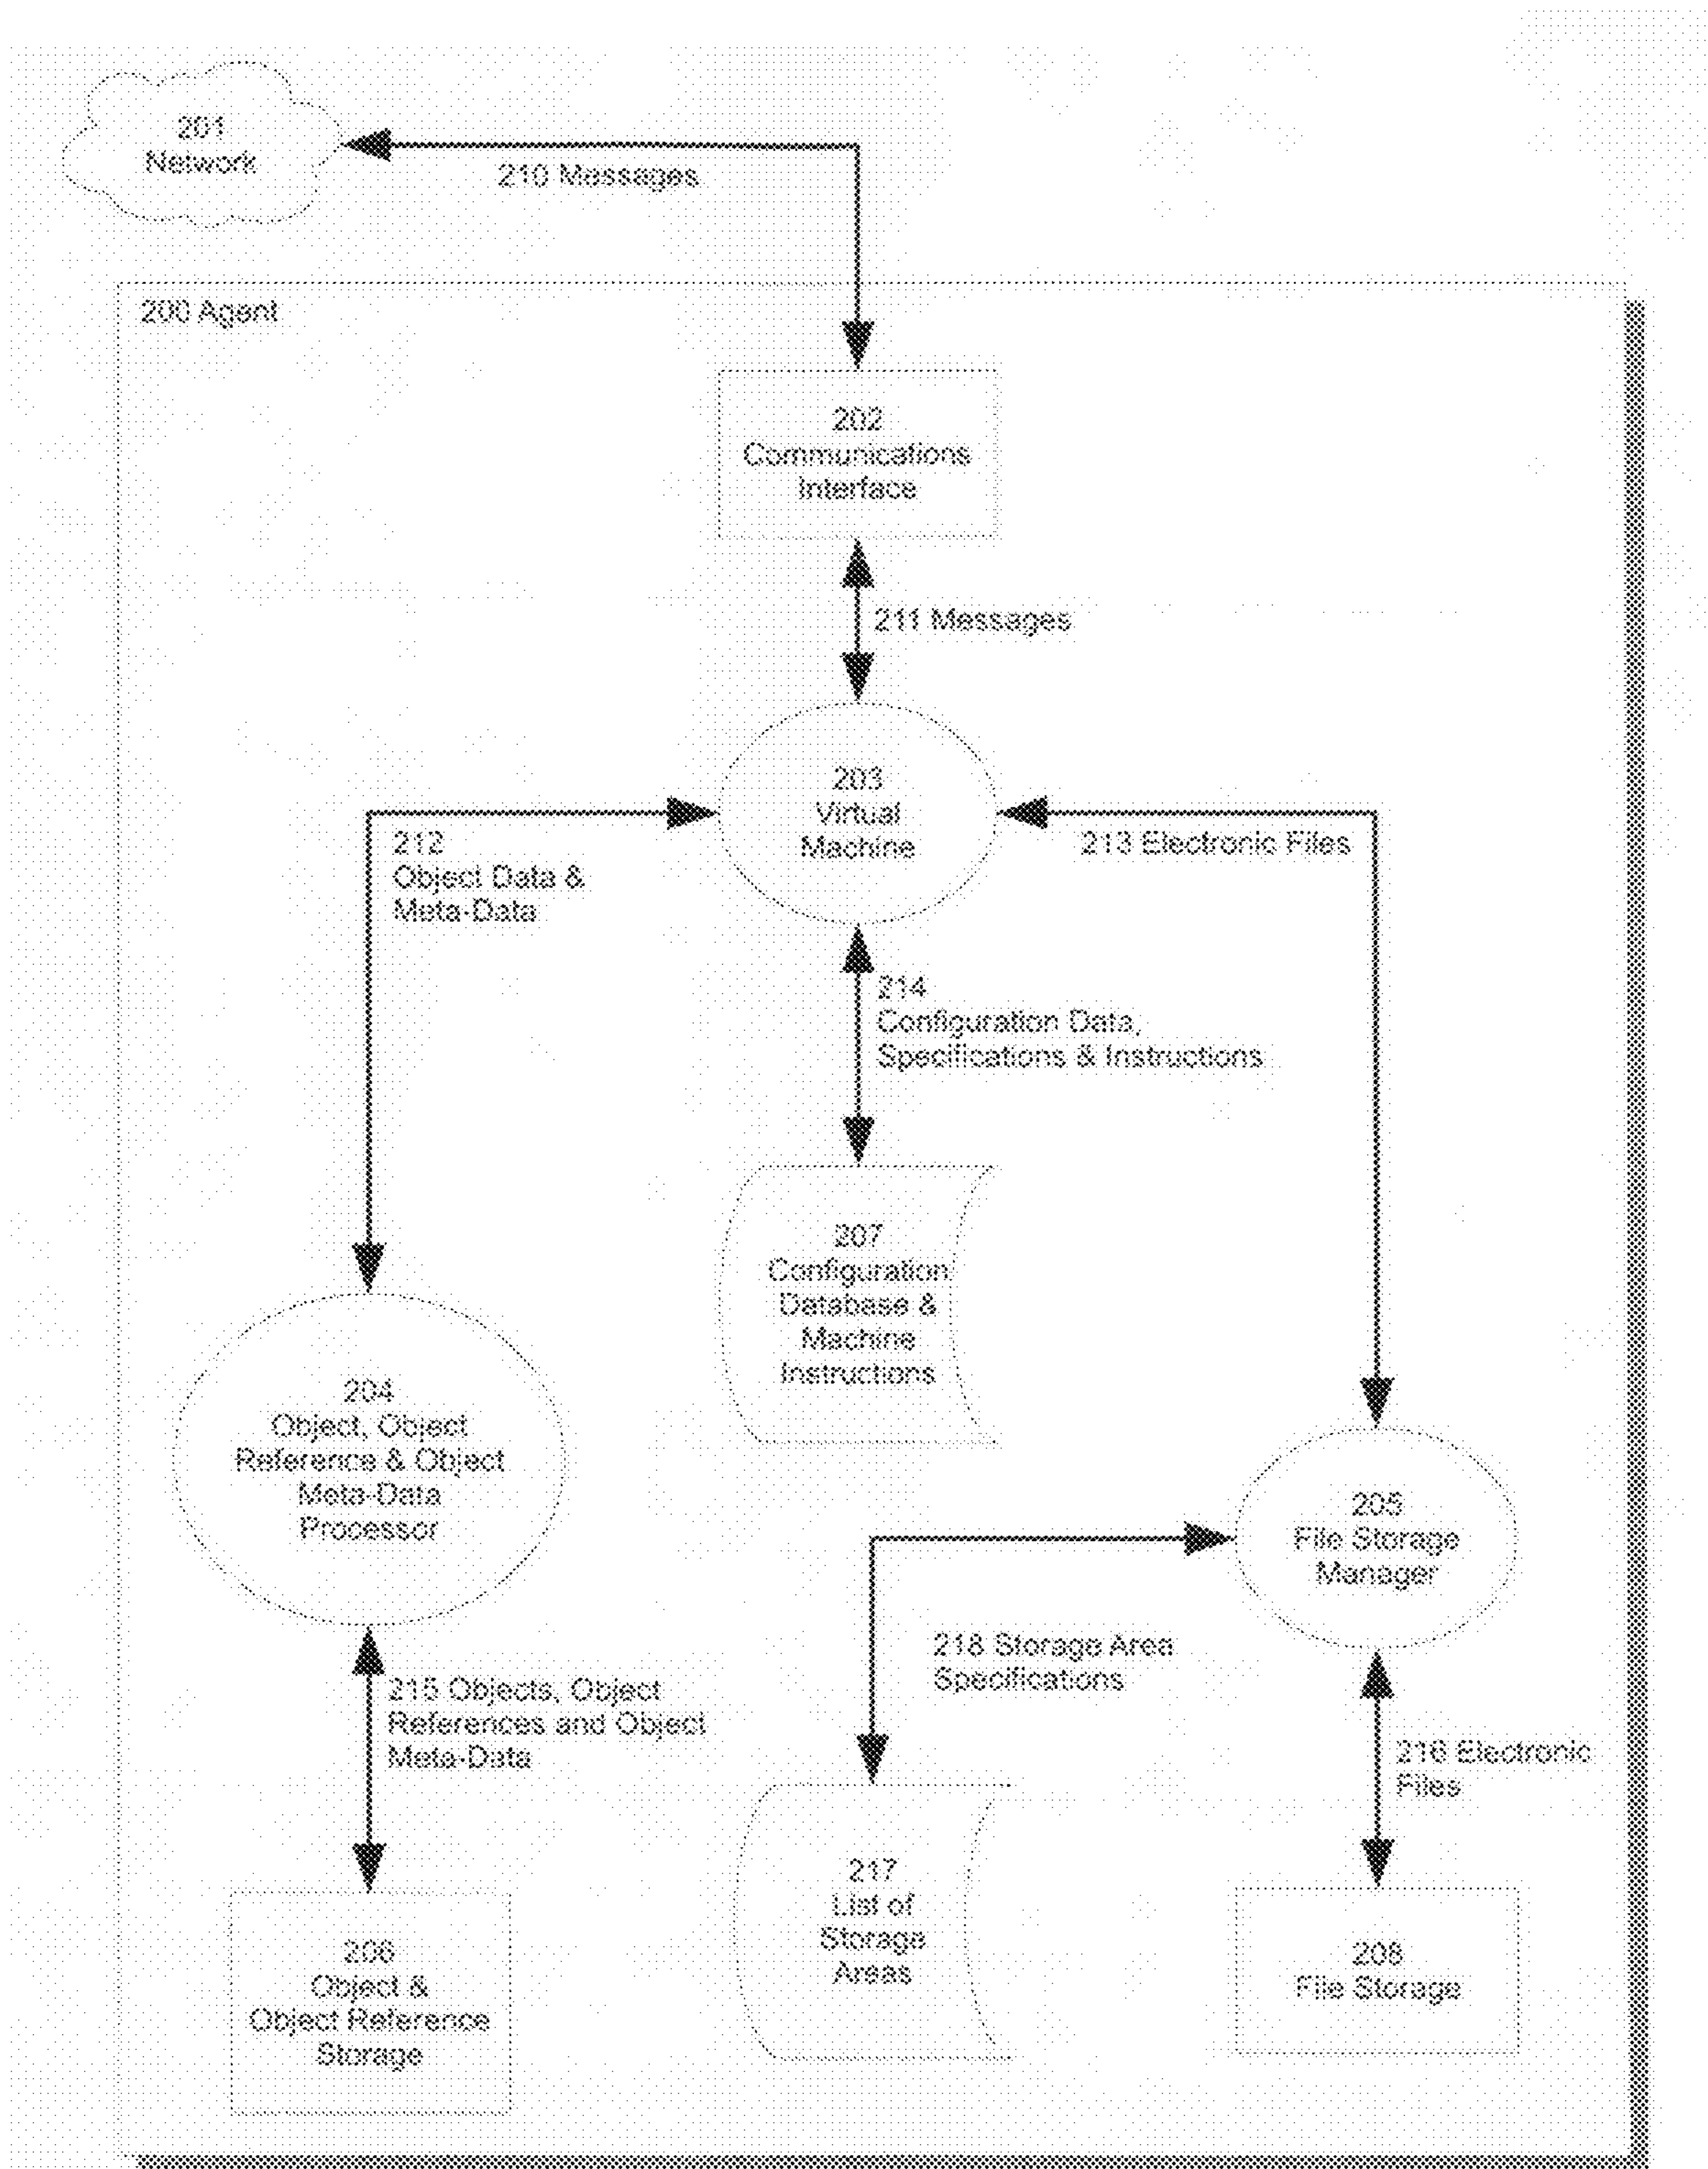 201
Network
210 Messages
200 Agent
202
Communications
Interface
211 Messages
203
Virtual
Machine
212
Object Data &
Meta-Data
213 Electronic Files
214
Configuration Data,
Specifications & Instructions
207
Configuration
Database &
Machine
Instructions
204
Object, Object
Reference & Object
Meta-Data
Processor
205
File Storage
Manager
218 Storage Area
Specifications
215 Objects, Object
References and Object
Meta-Data
216 Electronic
Files
217
List of
Storage
Areas
206
Object &
Object Reference
Storage
208
File Storage